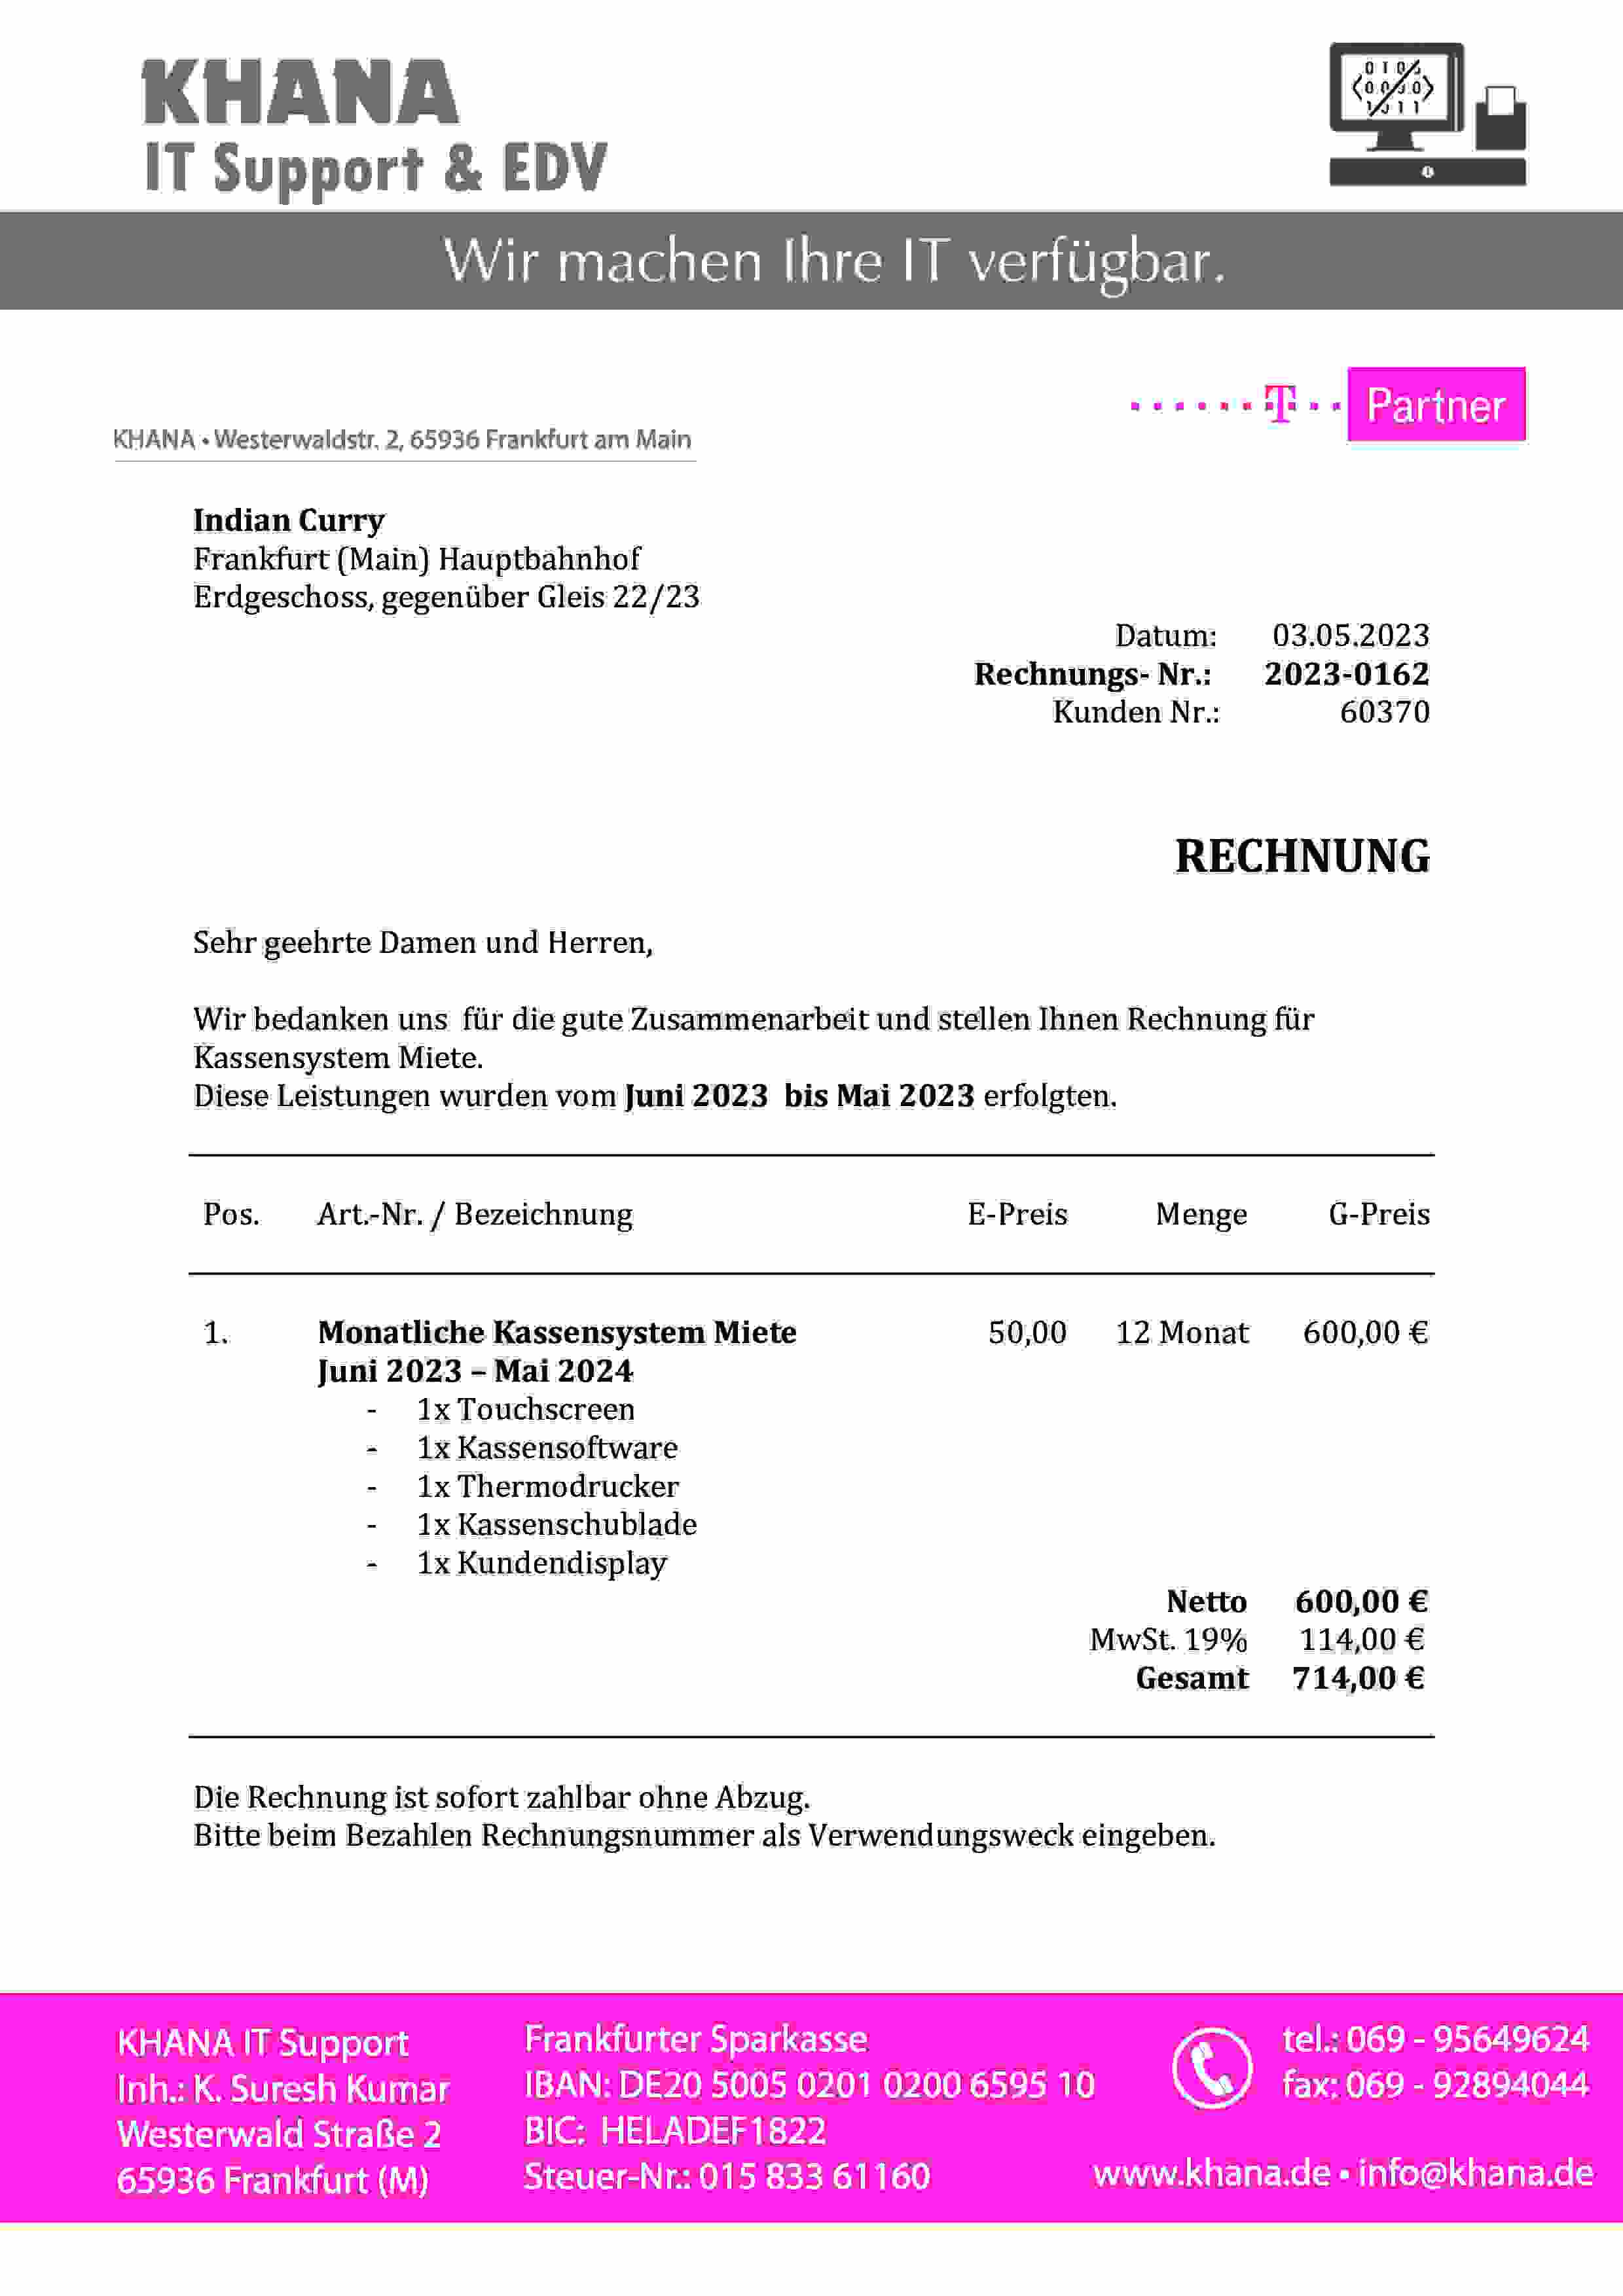 KHANA
IT Support & EDV
Wir machen Ihre IT verfügbar.
T Partner
KHANA • Westerwaldstr. 2, 65936 Frankfurt am Main
Indian Curry
Frankfurt (Main) Hauptbahnhof
Erdgeschoss, gegenüber Gleis 22/23
Datum: 03.05.2023
Rechnungs- Nr.: 2023-0162
Kunden Nr.: 60370
RECHNUNG
Sehr geehrte Damen und Herren,
Wir bedanken uns für die gute Zusammenarbeit und stellen Ihnen Rechnung für
Kassensystem Miete.
Diese Leistungen wurden vom Juni 2023 bis Mai 2023 erfolgten.
Pos. Art.-Nr. / Bezeichnung E-Preis Menge G-Preis
1. Monatliche Kassensystem Miete 50,00 12 Monat 600,00 €
Juni 2023 – Mai 2024
- 1x Touchscreen
- 1x Kassensoftware
- 1x Thermodrucker
- 1x Kassenschublade
- 1x Kundendisplay
Netto 600,00 €
MwSt. 19% 114,00 €
Gesamt 714,00 €
Die Rechnung ist sofort zahlbar ohne Abzug.
Bitte beim Bezahlen Rechnungsnummer als Verwendungsweck eingeben.
KHANA IT Support
Inh.: K. Suresh Kumar
Westerwald Straße 2
65936 Frankfurt (M)
Frankfurter Sparkasse
IBAN: DE20 5005 0201 0200 6595 10
BIC: HELADEF1822
Steuer-Nr.: 015 833 61160
tel.: 069 - 95649624
fax: 069 - 92894044
www.khana.de • info@khana.de